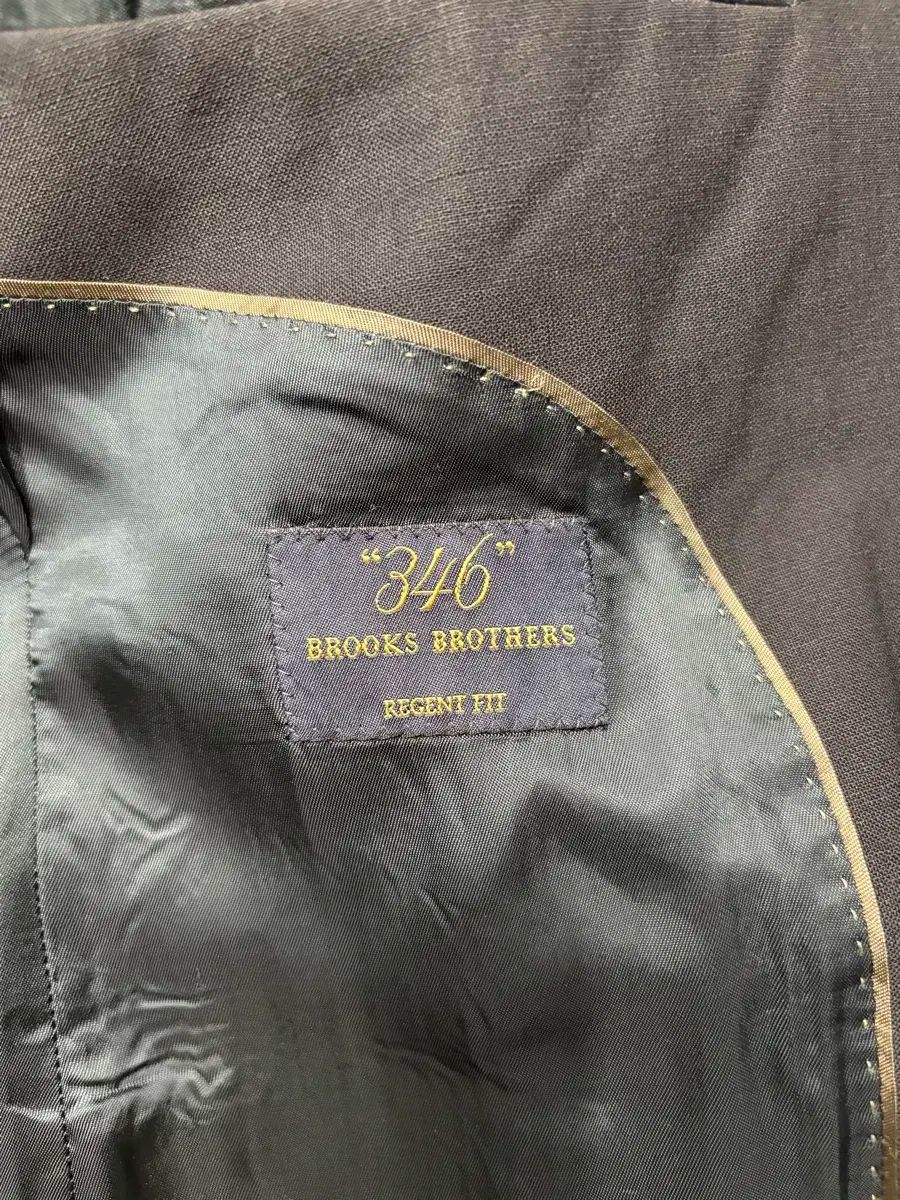 “346”
BROOKS BROTHERS
REGENT FIT